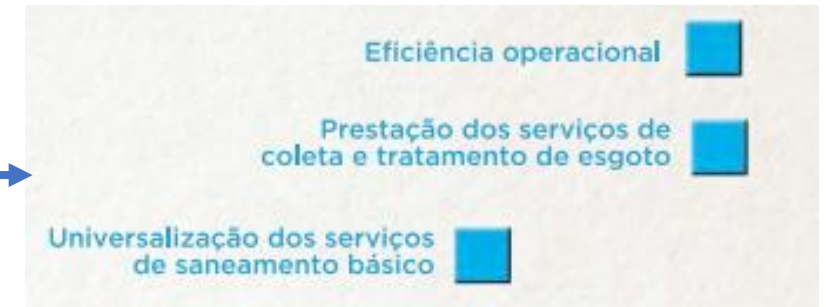 Eficiência operacional
Prestação dos serviços de
coleta e tratamento de esgoto
Universalização dos serviços
de saneamento básico